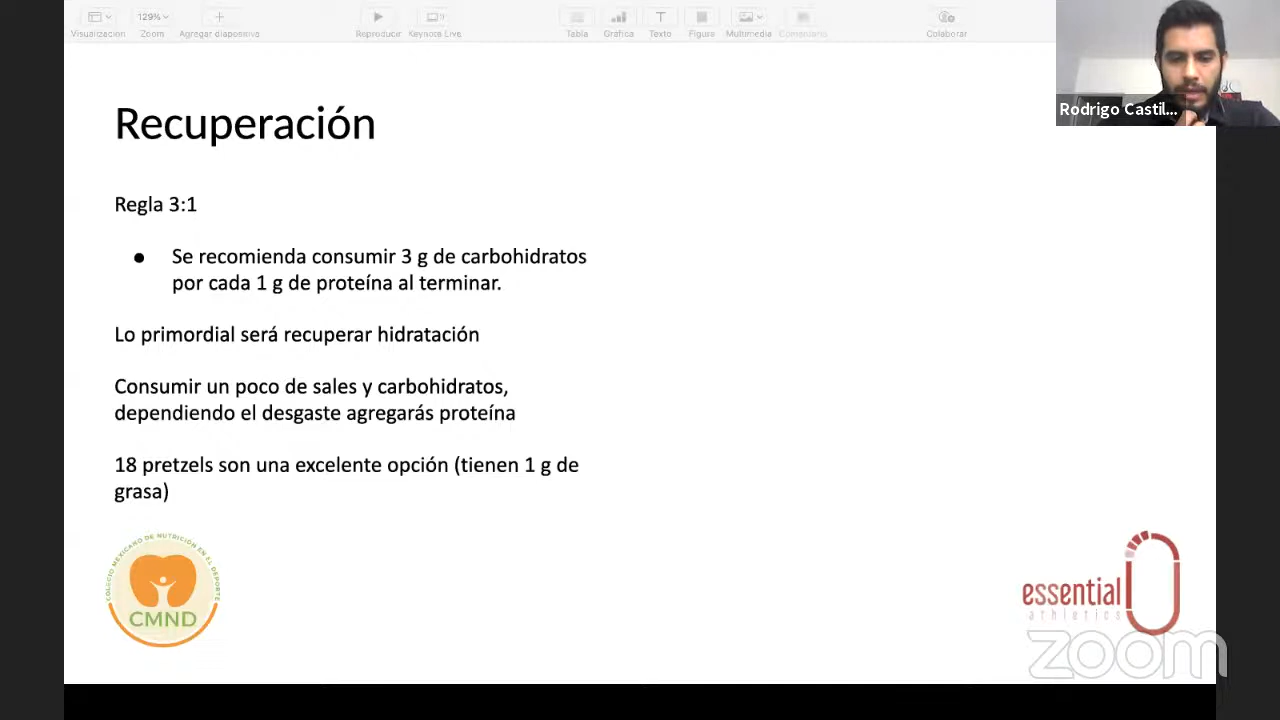 Visualización
129%
Zoom
Agregar diapositiva
Reproducir
Keynote Live
Tabla
Gráfica
Texto
Figura
Multimedia
Comentario
Colaborar
Rodrigo Castil...
Recuperación
Regla 3:1
● Se recomienda consumir 3 g de carbohidratos
por cada 1 g de proteína al terminar.
Lo primordial será recuperar hidratación
Consumir un poco de sales y carbohidratos,
dependiendo el desgaste agregarás proteína
18 pretzels son una excelente opción (tienen 1 g de
grasa)
COLEGIO MEXICANO DE NUTRICIÓN EN EL DEPORTE
CMND
essential
athletics
zoom